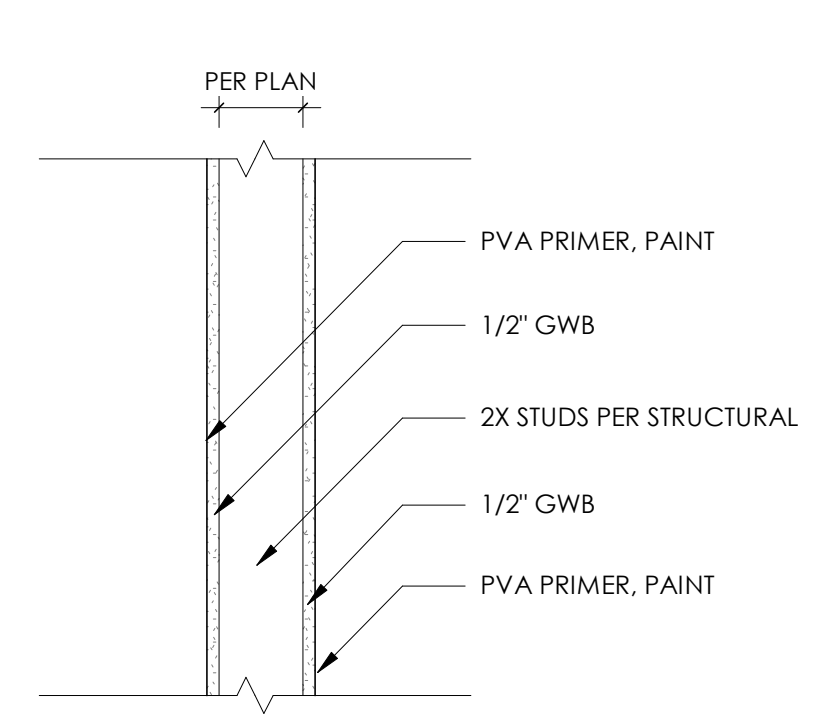 PER PLAN
PVA PRIMER, PAINT
1/2" GWB
2X STUDS PER STRUCTURAL
1/2" GWB
PVA PRIMER, PAINT